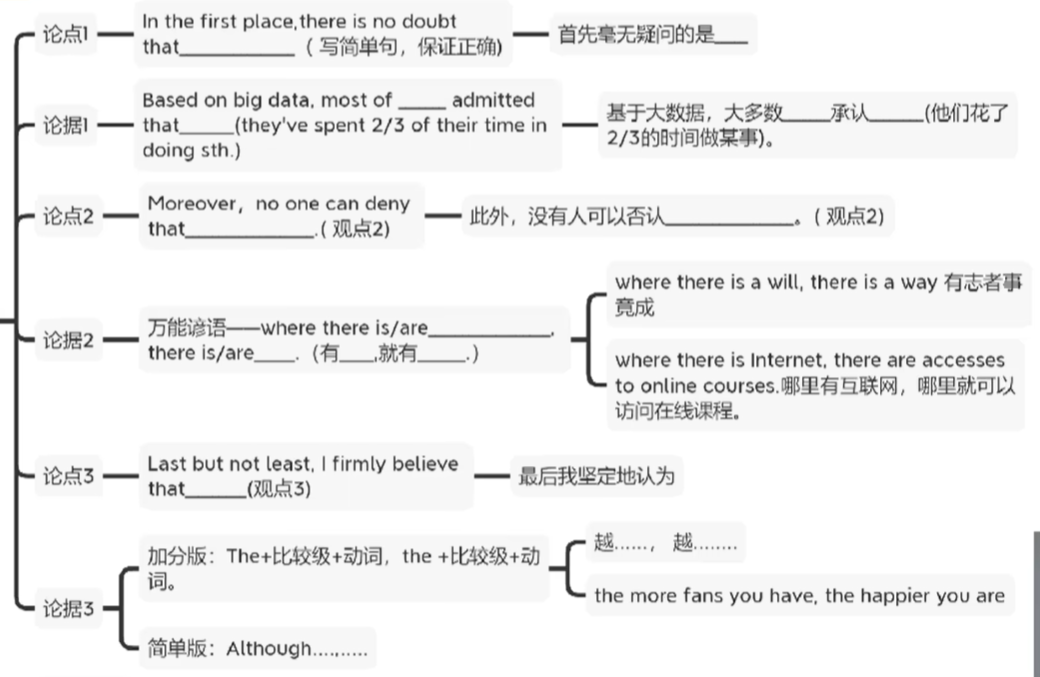 论点1
In the first place,there is no doubt
that____________ ( 写简单句，保证正确)
首先毫无疑问的是____
论据1
Based on big data, most of _____ admitted
that______(they've spent 2/3 of their time in
doing sth.)
基于大数据，大多数_____承认______(他们花了
2/3的时间做某事)。
论点2
Moreover，no one can deny
that______________.( 观点2)
此外，没有人可以否认______________。( 观点2)
论据2
万能谚语——where there is/are_____________,
there is/are____.（有____,就有_____.）
where there is a will, there is a way 有志者事
竟成
where there is Internet, there are accesses
to online courses.哪里有互联网，哪里就可以
访问在线课程。
论点3
Last but not least, I firmly believe
that______(观点3)
最后我坚定地认为
论据3
加分版：The+比较级+动词，the +比较级+动
词。
越......， 越........
the more fans you have, the happier you are
简单版：Although....,.....